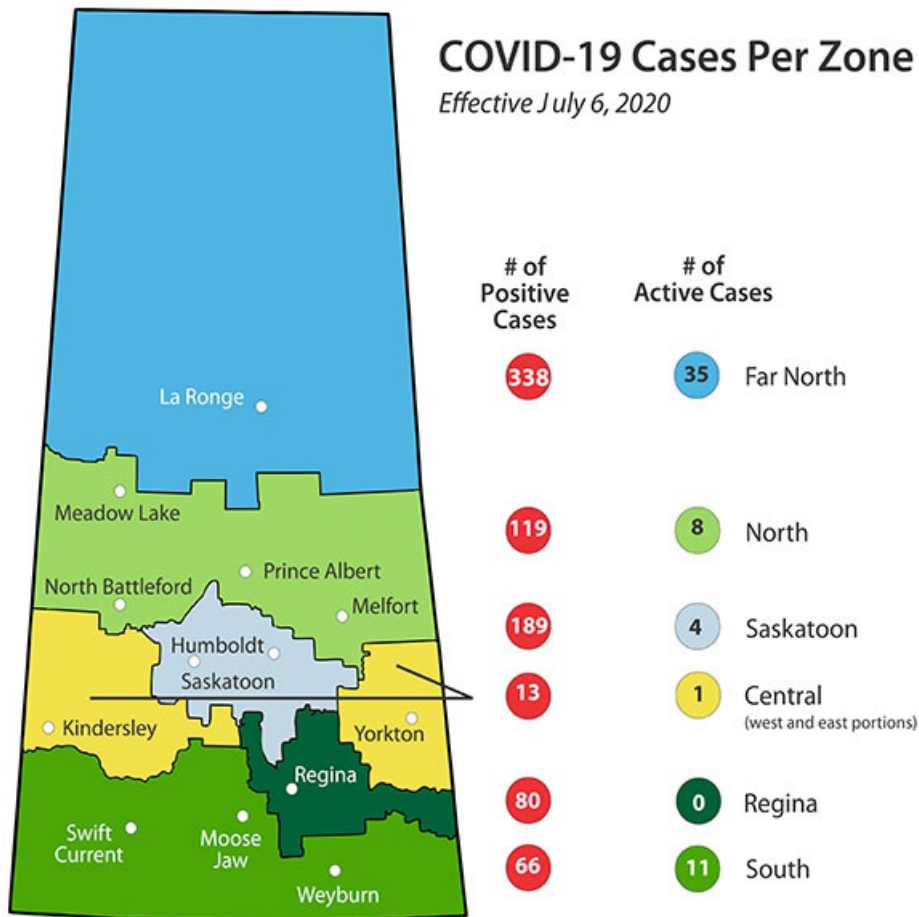 COVID-19 Cases Per Zone
Effective July 6, 2020
# of
Positive
Cases
# of
Active Cases
338
35
Far North
La Ronge
Meadow Lake
119
8
North
Prince Albert
North Battleford
Melfort
189
4
Saskatoon
Humboldt
Saskatoon
13
1
Central
(west and east portions)
Kindersley
Yorkton
Regina
80
0
Regina
Swift
Current
Moose
Jaw
66
11
South
Weyburn